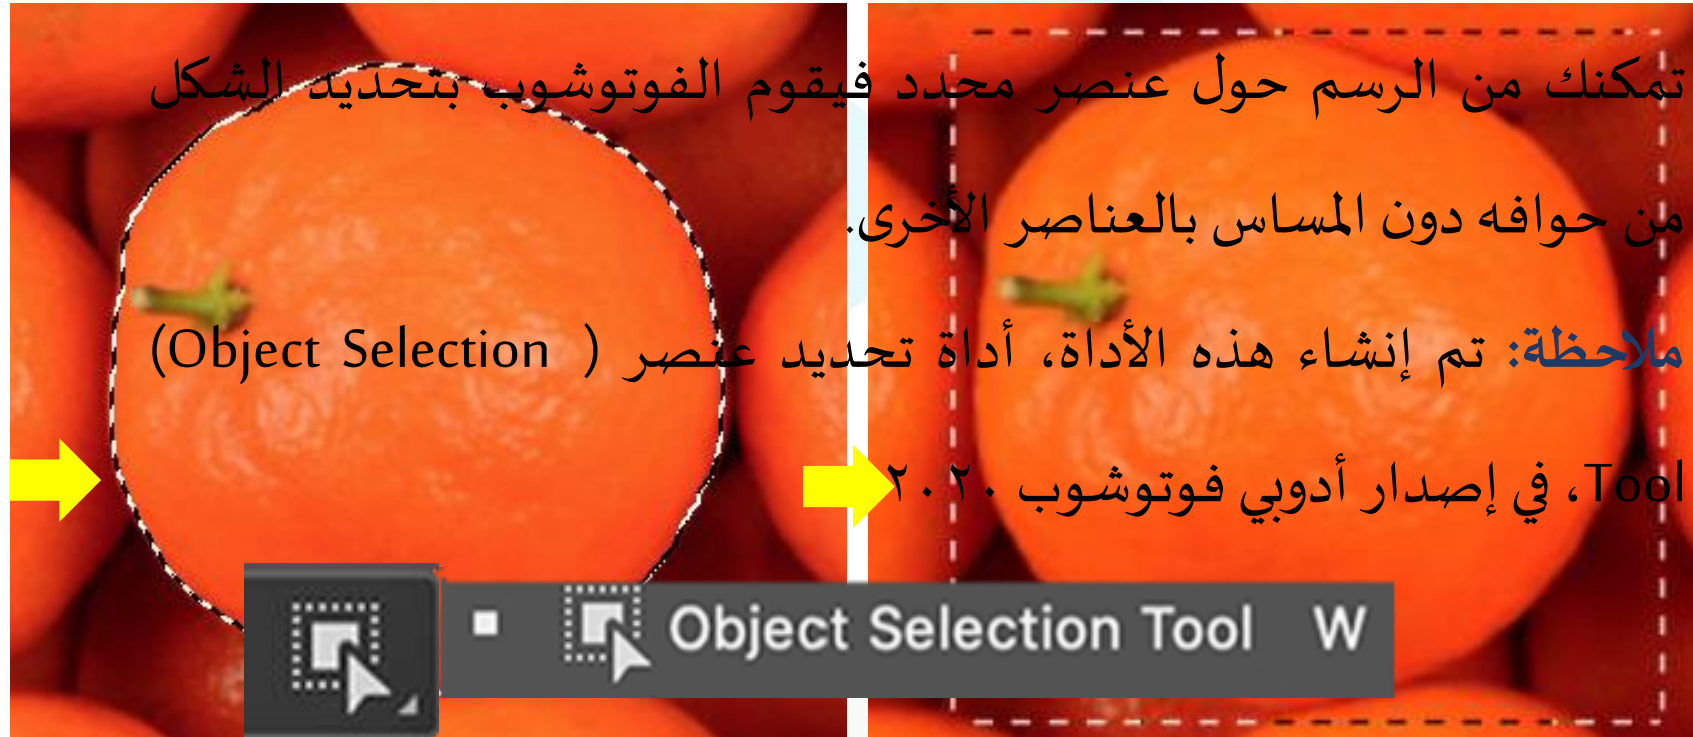 تمكنك من الرسم حول عنصر محدد فيقوم الفوتوشوب بتحديد الشكل
من حوافه دون المساس بالعناصر الأخرى.
ملاحظة: تم إنشاء هذه الأداة، أداة تحديد عنصر (Object Selection
Tool)، في إصدار أدوبي فوتوشوب ٢٠٢٠
Object Selection Tool W